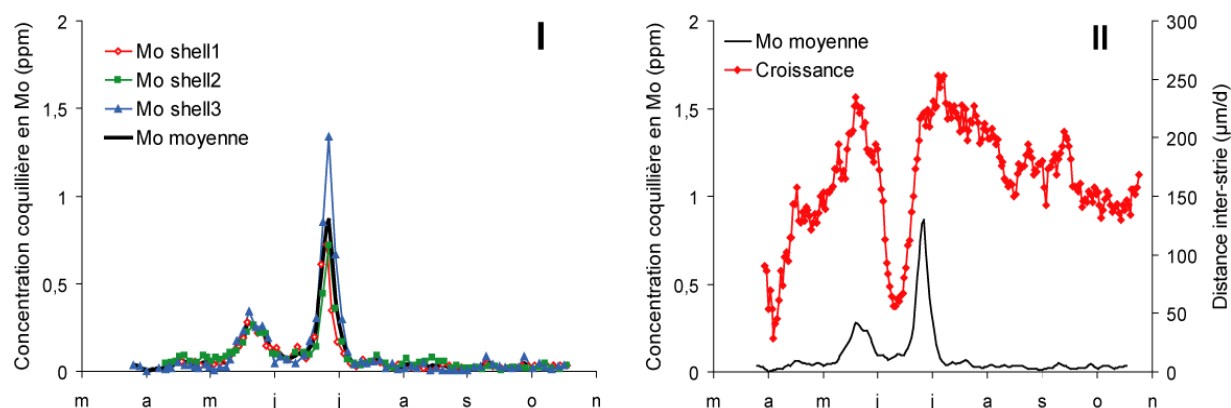 Concentration coquillière en Mo (ppm)
2
1,5
1
0,5
0
I
Mo shell1
Mo shell2
Mo shell3
Mo moyenne
m a m j j a s o n
Concentration coquillière en Mo (ppm)
2
1,5
1
0,5
0
II
Mo moyenne
Croissance
300
250
200
150
100
50
0
Distance inter-strie (µm/d)
m a m j j a s o n